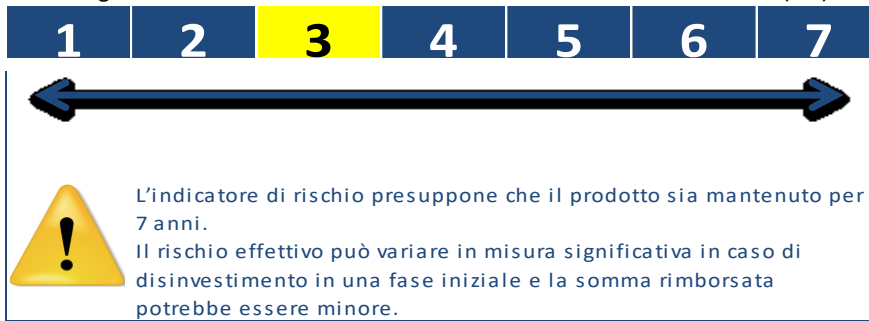 1 2 3 4 5 6 7
L'indicatore di rischio presuppone che il prodotto sia mantenuto per
7 anni.
Il rischio effettivo può variare in misura significativa in caso di
disinvestimento in una fase iniziale e la somma rimborsata
potrebbe essere minore.